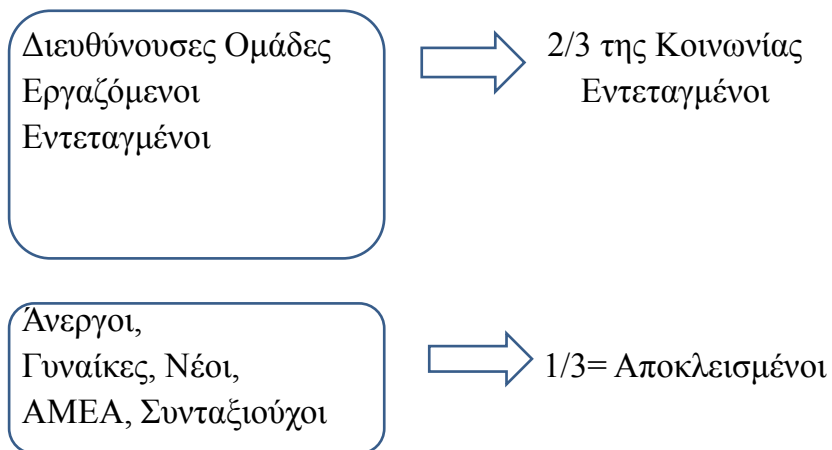 Διευθύνουσες Ομάδες
Εργαζόμενοι
Εντεταγμένοι
2/3 της Κοινωνίας
Εντεταγμένοι
Άνεργοι,
Γυναίκες, Νέοι,
ΑΜΕΑ, Συνταξιούχοι
1/3= Αποκλεισμένοι